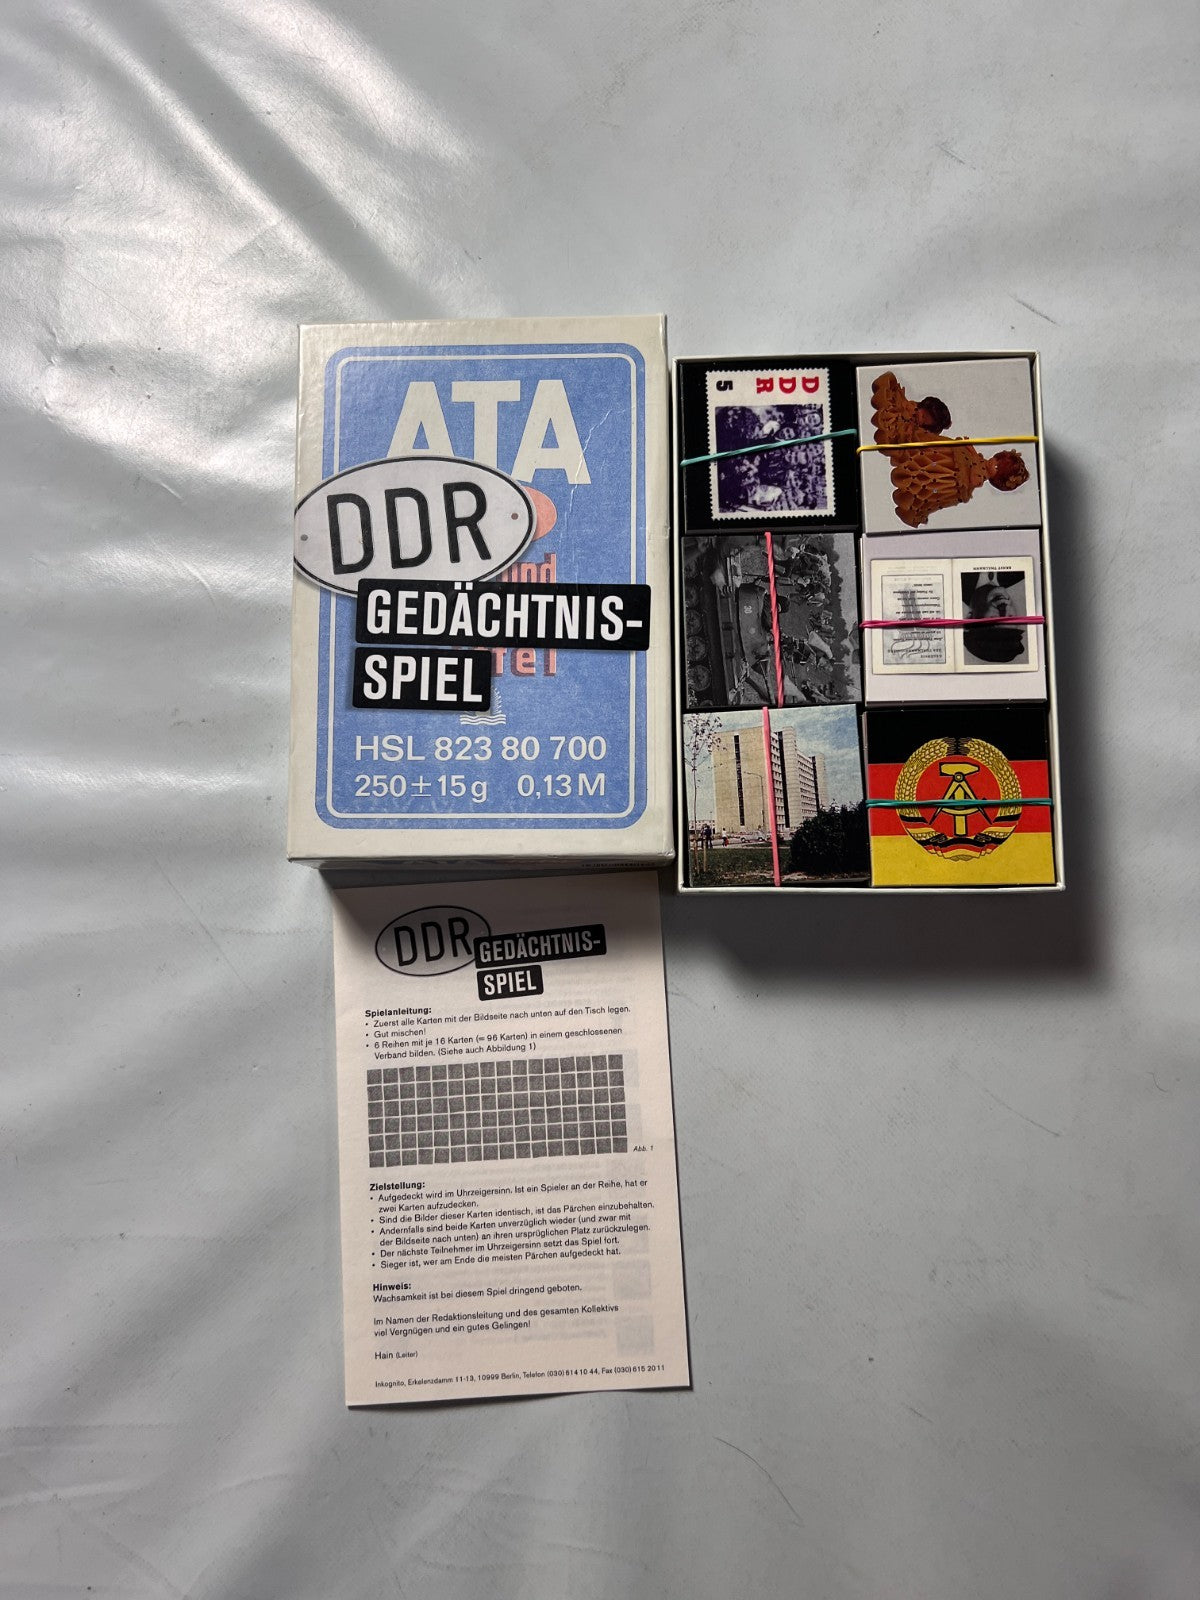 ATA
DDR
und
GEDÄCHTNIS-
SPIEL
fel
HSL 823 80 700
250±15g 0,13 M
DDR
5
ERNST THÄLMANN
30
DDR
GEDÄCHTNIS-
SPIEL
Spielanleitung:
• Zuerst alle Karten mit der Bildseite nach unten auf den Tisch legen.
• Gut mischen!
• 6 Reihen mit je 16 Karten (= 96 Karten) in einem geschlossenen
Verband bilden. (Siehe auch Abbildung 1)
Abb. 1
Zielstellung:
• Aufgedeckt wird im Uhrzeigersinn. Ist ein Spieler an der Reihe, hat er
zwei Karten aufzudecken.
• Sind die Bilder dieser Karten identisch, ist das Pärchen einzubehalten.
• Andernfalls sind beide Karten unverzüglich wieder (und zwar mit
der Bildseite nach unten) an ihren ursprüglichen Platz zurückzulegen.
• Der nächste Teilnehmer im Uhrzeigersinn setzt das Spiel fort.
• Sieger ist, wer am Ende die meisten Pärchen aufgedeckt hat.
Hinweis:
Wachsamkeit ist bei diesem Spiel dringend geboten.
Im Namen der Redaktionsleitung und des gesamten Kollektivs
viel Vergnügen und ein gutes Gelingen!
Hain (Leiter)
Inkognito, Erkelenzdamm 11-13, 10999 Berlin, Telefon (030) 614 10 44, Fax (030) 615 20 11